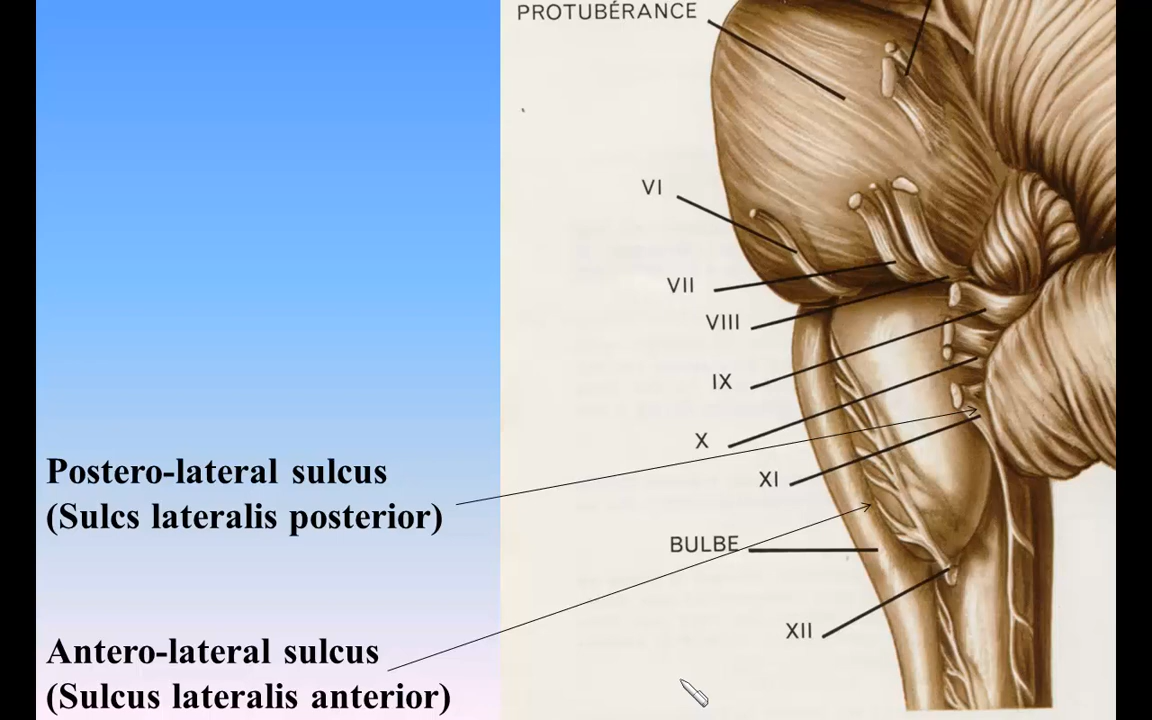 PROTUBÉRANCE
VI
VII
VIII
IX
X
XI
Postero-lateral sulcus
(Sulcs lateralis posterior)
BULBE
XII
Antero-lateral sulcus
(Sulcus lateralis anterior)